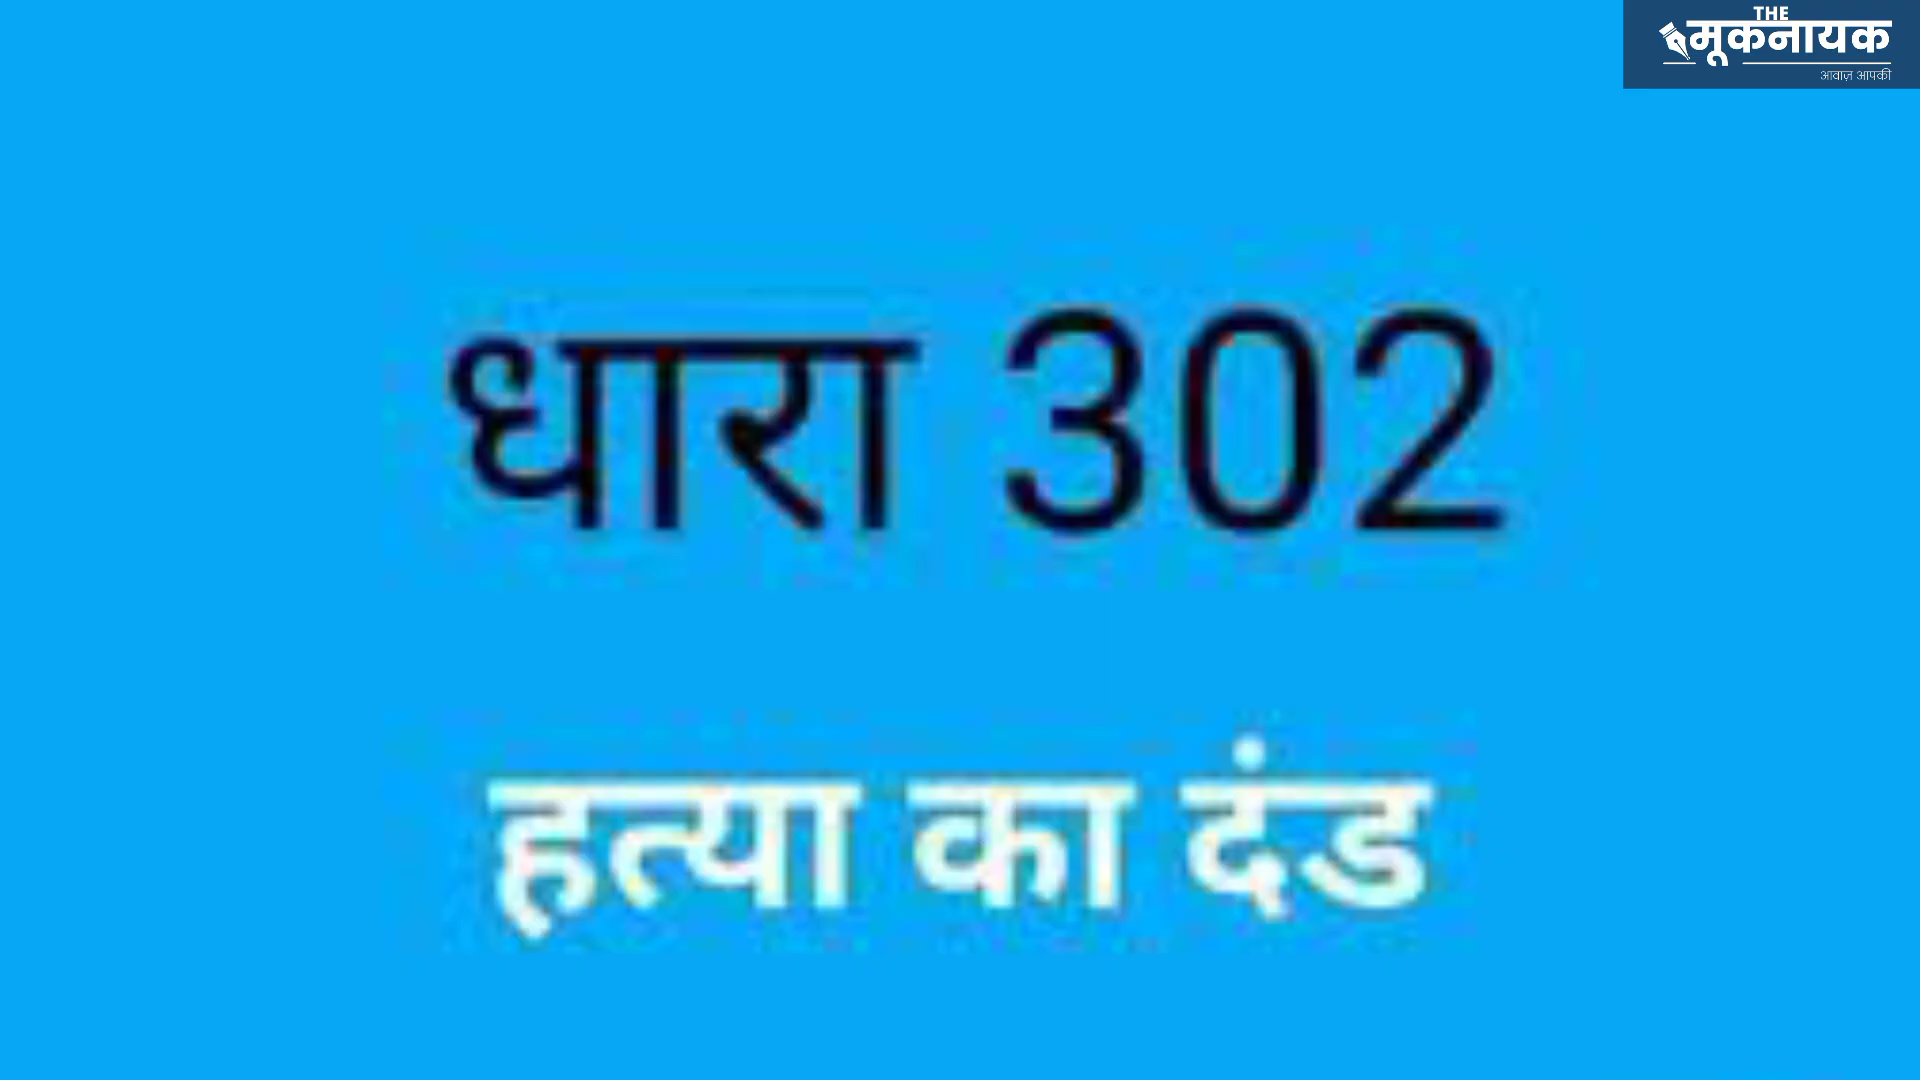 THE
मूकनायक
आवाज़ आपकी
धारा 302
हत्या का दंड